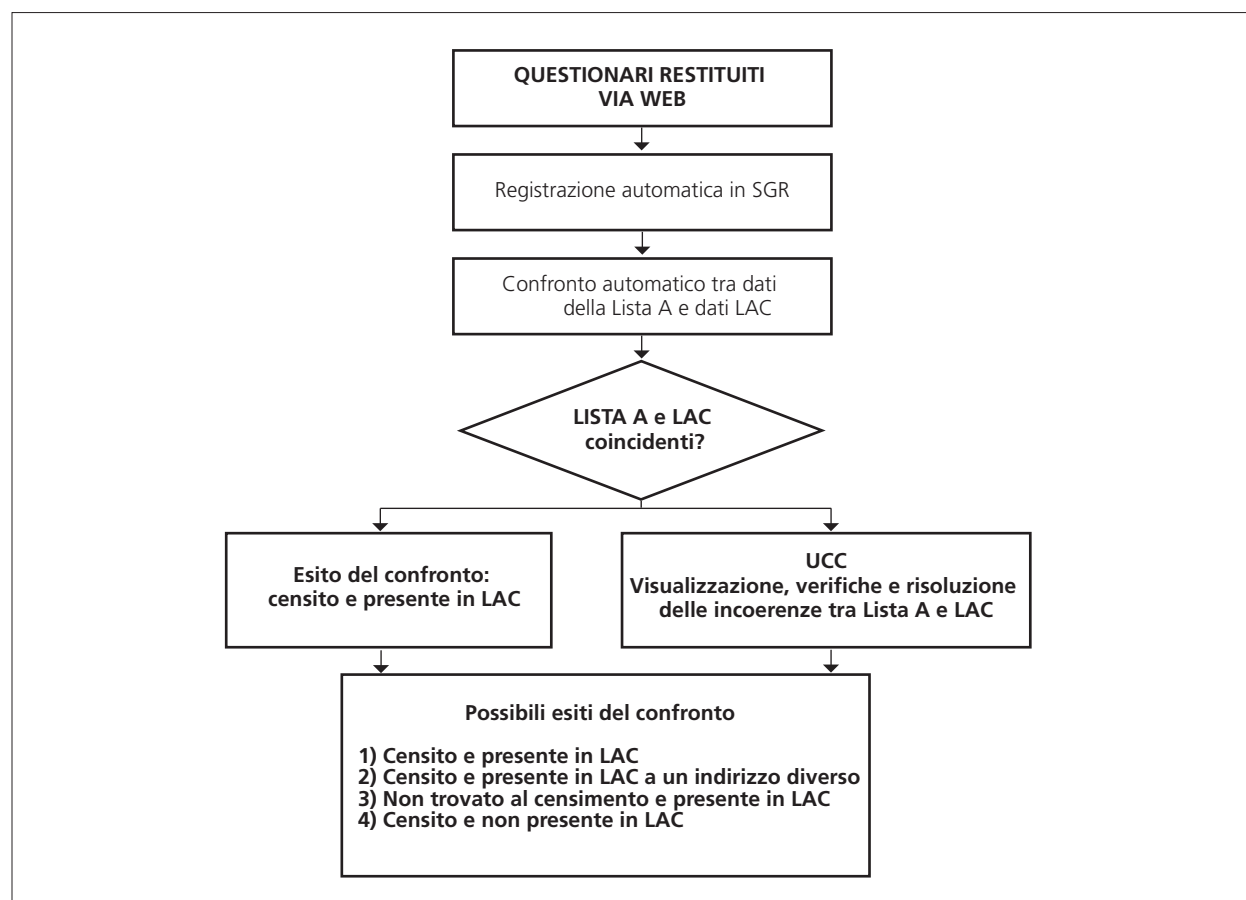 QUESTIONARI RESTITUITI
VIA WEB
Registrazione automatica in SGR
Confronto automatico tra dati
della Lista A e dati LAC
LISTA A e LAC
coincidenti?
Esito del confronto:
censito e presente in LAC
UCC
Visualizzazione, verifiche e risoluzione
delle incoerenze tra Lista A e LAC
Possibili esiti del confronto
1) Censito e presente in LAC
2) Censito e presente in LAC a un indirizzo diverso
3) Non trovato al censimento e presente in LAC
4) Censito e non presente in LAC